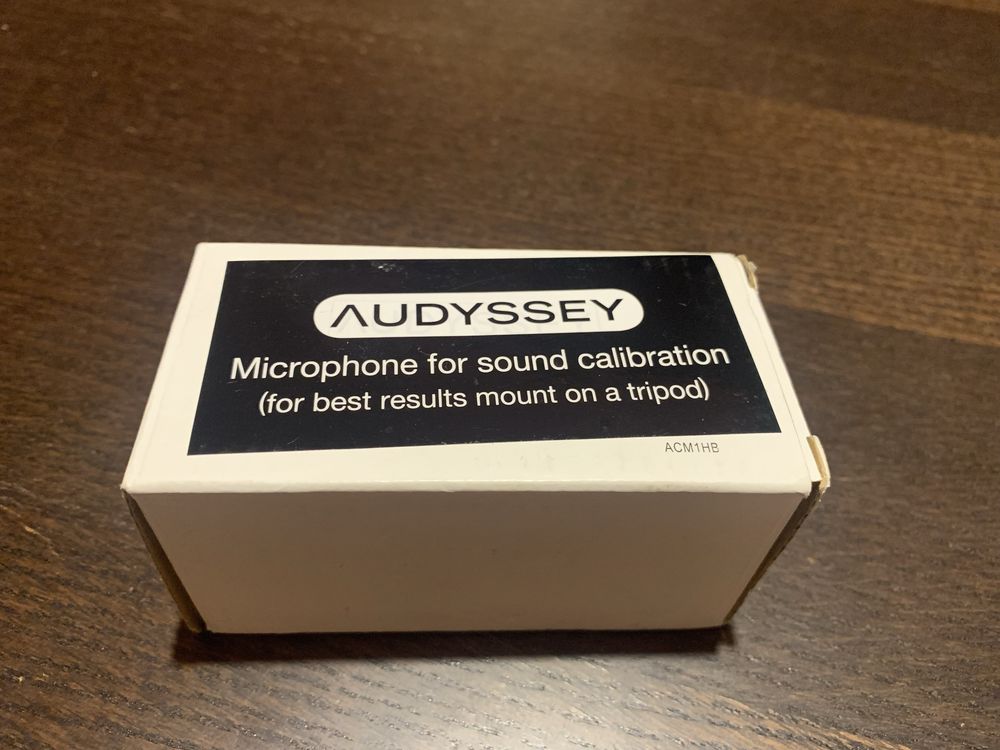 AUDYSSEY
Microphone for sound calibration
(for best results mount on a tripod)
ACM1HB